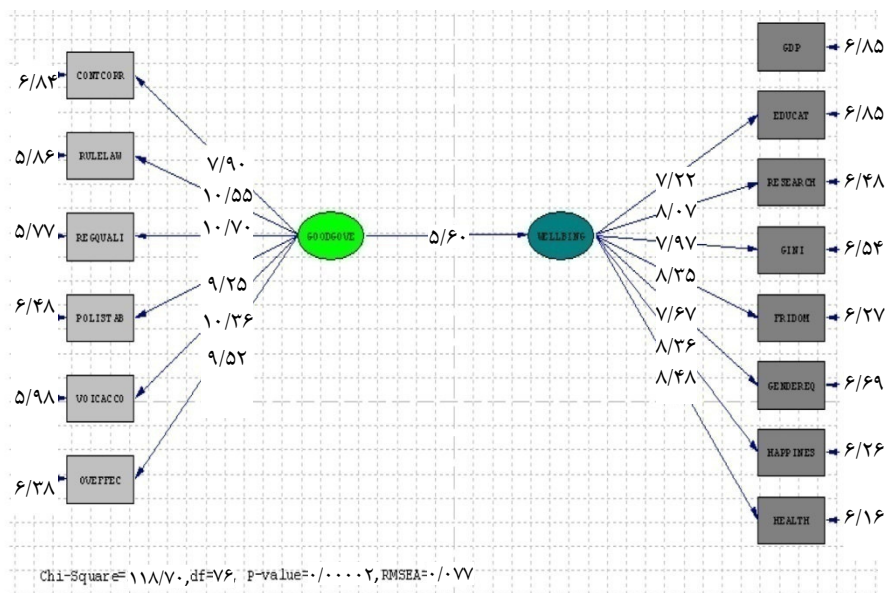 CONTCORR
۶/۸۴
RULELAW
۵/۸۶
REGQUALI
۵/۷۷
POLISTAB
۶/۴۸
VOICACCO
۵/۹۸
OVEFFEC
۶/۳۸
۷/۹۰
۱۰/۵۵
۱۰/۷۰
۹/۲۵
۱۰/۳۶
۹/۵۲
GOODGOVE
۵/۶۰
WELLBING
۷/۲۲
۸/۰۷
۷/۹۷
۸/۳۵
۷/۶۷
۸/۳۶
۸/۴۸
GDP
۶/۸۵
EDUCAT
۶/۸۵
RESEARCH
۶/۴۸
GINI
۶/۵۴
FRIDOM
۶/۲۷
GENDEREQ
۶/۶۹
HAPPINES
۶/۲۶
HEALTH
۶/۱۶
Chi-Square=۱۱۸/۷۰,df=۷۶, P-value=۰/۰۰۰۰۲,RMSEA=۰/۰۷۷